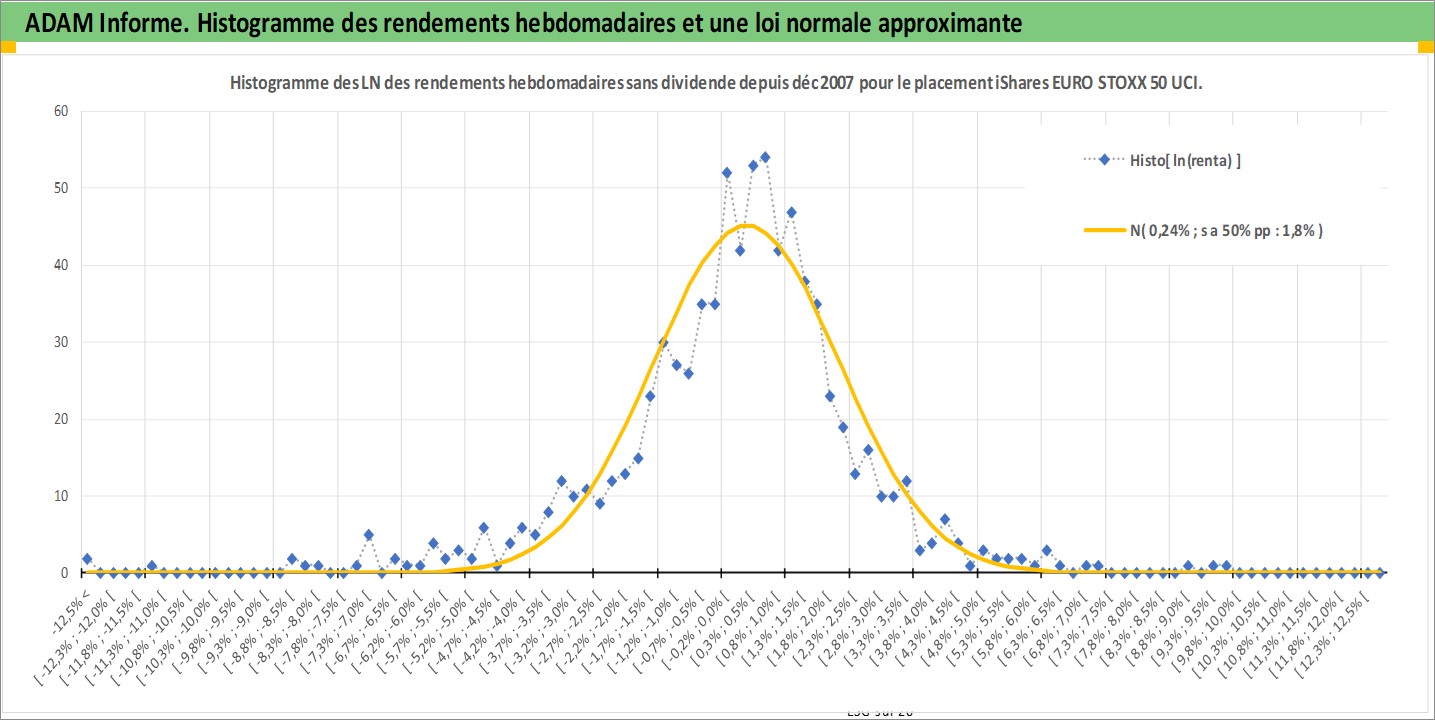 ADAM Informe. Histogramme des rendements hebdomadaires et une loi normale approximante
Histogramme des LN des rendements hebdomadaires sans dividende depuis déc 2007 pour le placement iShares EURO STOXX 50 UCI.
60
50
40
30
20
10
0
Histo[ ln(renta) ]
N( 0,24% ; s a 50% pp : 1,8% )
-12,5% <
[ -12,3% ; -12,0% [
[ -11,8% ; -11,5% [
[ -11,3% ; -11,0% [
[ -10,8% ; -10,5% [
[ -10,3% ; -10,0% [
[ -9,8% ; -9,5% [
[ -9,3% ; -9,0% [
[ -8,8% ; -8,5% [
[ -8,3% ; -8,0% [
[ -7,8% ; -7,5% [
[ -7,3% ; -7,0% [
[ -6,7% ; -6,5% [
[ -6,2% ; -6,0% [
[ -5,7% ; -5,5% [
[ -5,2% ; -5,0% [
[ -4,7% ; -4,5% [
[ -4,2% ; -4,0% [
[ -3,7% ; -3,5% [
[ -3,2% ; -3,0% [
[ -2,7% ; -2,5% [
[ -2,2% ; -2,0% [
[ -1,7% ; -1,5% [
[ -1,2% ; -1,0% [
[ -0,7% ; -0,5% [
[ -0,2% ; 0,0% [
[ 0,3% ; 0,5% [
[ 0,8% ; 1,0% [
[ 1,3% ; 1,5% [
[ 1,8% ; 2,0% [
[ 2,3% ; 2,5% [
[ 2,8% ; 3,0% [
[ 3,3% ; 3,5% [
[ 3,8% ; 4,0% [
[ 4,3% ; 4,5% [
[ 4,8% ; 5,0% [
[ 5,3% ; 5,5% [
[ 5,8% ; 6,0% [
[ 6,3% ; 6,5% [
[ 6,8% ; 7,0% [
[ 7,3% ; 7,5% [
[ 7,8% ; 8,0% [
[ 8,3% ; 8,5% [
[ 8,8% ; 9,0% [
[ 9,3% ; 9,5% [
[ 9,8% ; 10,0% [
[ 10,3% ; 10,5% [
[ 10,8% ; 11,0% [
[ 11,3% ; 11,5% [
[ 11,8% ; 12,0% [
[ 12,3% ; 12,5% [